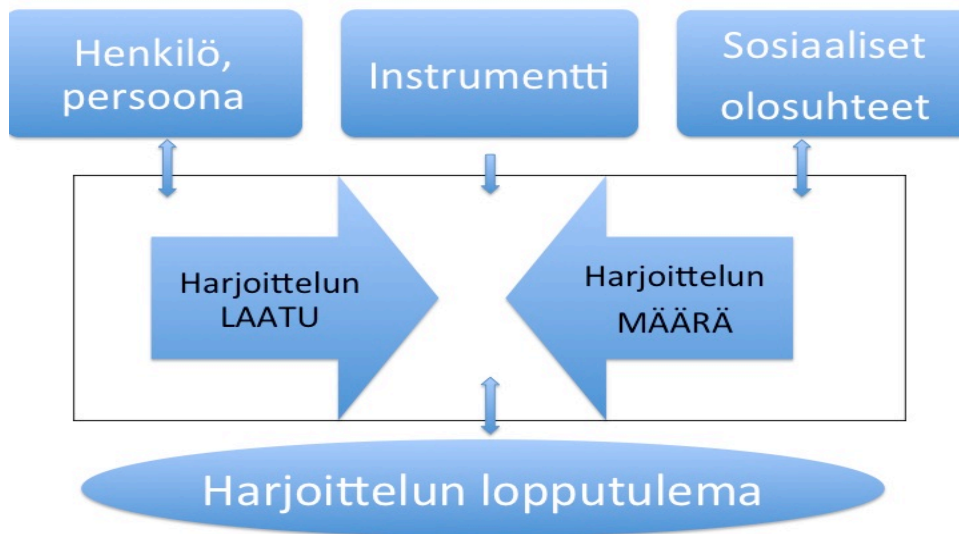 Henkilö,
persoona
Instrumentti
Sosiaaliset
olosuhteet
Harjoittelun
LAATU
Harjoittelun
MÄÄRÄ
Harjoittelun lopputulema